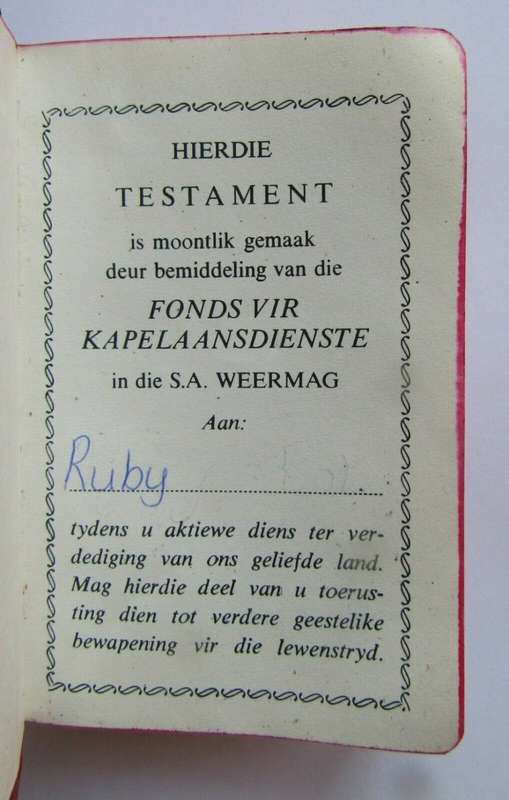 HIERDIE
TESTAMENT
is moontlik gemaak
deur bemiddeling van die
FONDS VIR
KAPELAANSDIENSTE
in die S.A. WEERMAG
Aan:
Ruby
tydens u aktiewe diens ter ver-
dediging van ons geliefde land.
Mag hierdie deel van u toerus-
ting dien tot verdere geestelike
bewapening vir die lewenstryd.